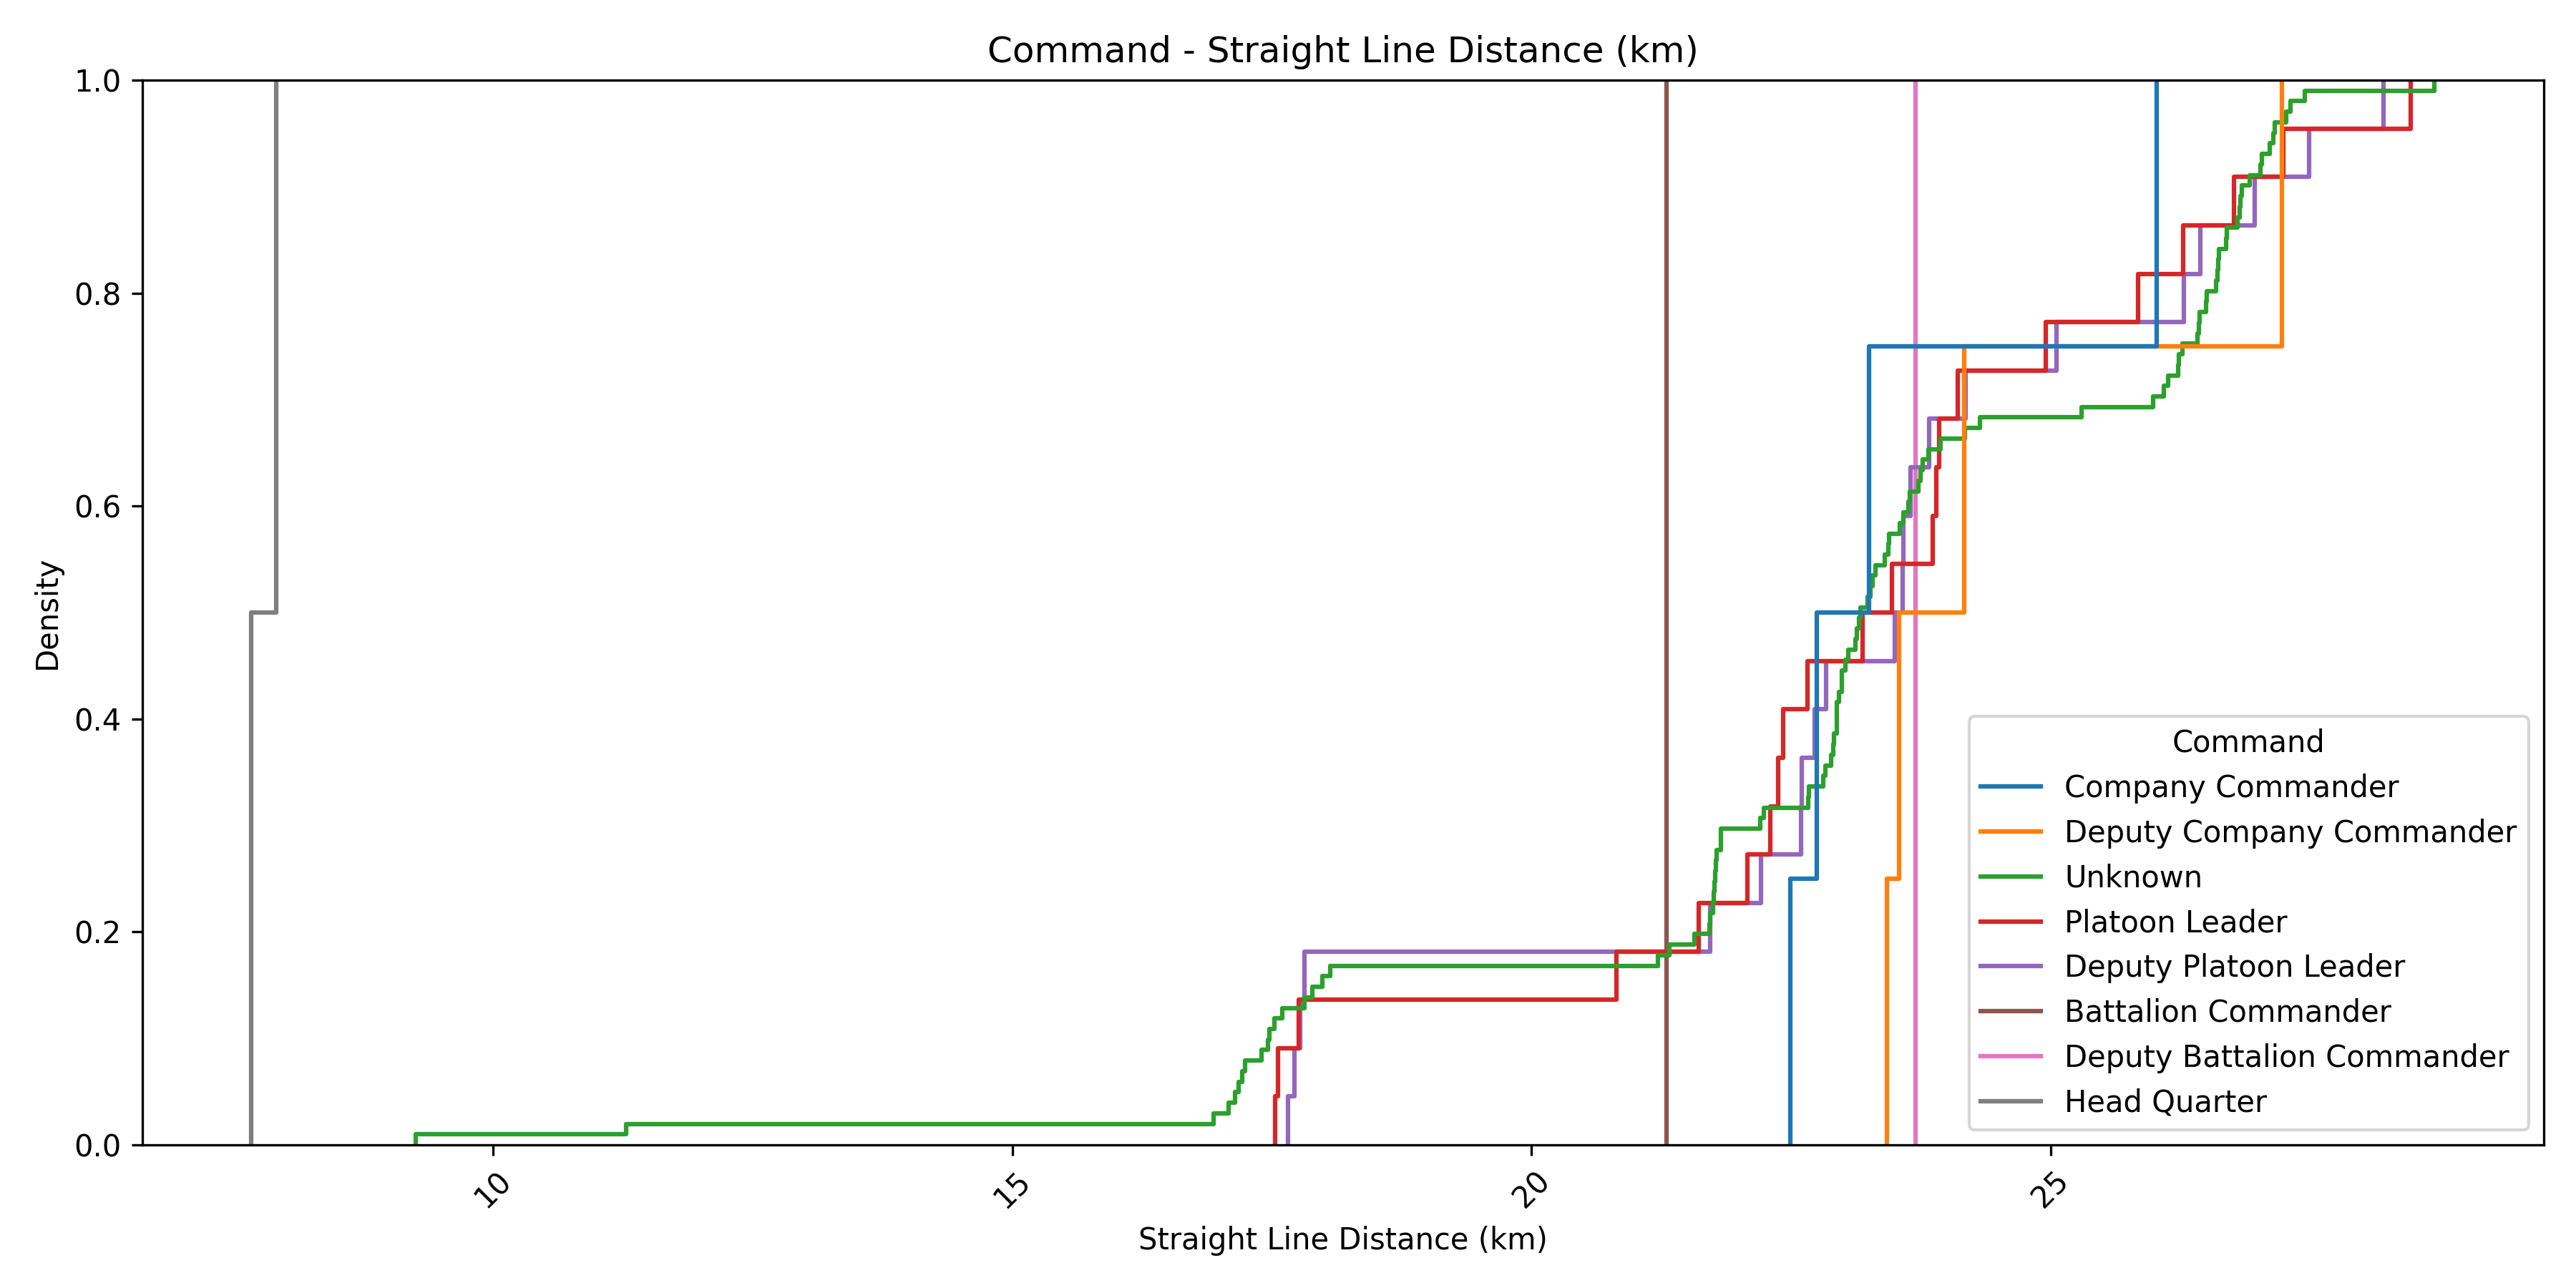 Command - Straight Line Distance (km)
1.0
0.8
0.6
0.4
0.2
0.0
Density
Command
Company Commander
Deputy Company Commander
Unknown
Platoon Leader
Deputy Platoon Leader
Battalion Commander
Deputy Battalion Commander
Head Quarter
10
15
20
25
Straight Line Distance (km)